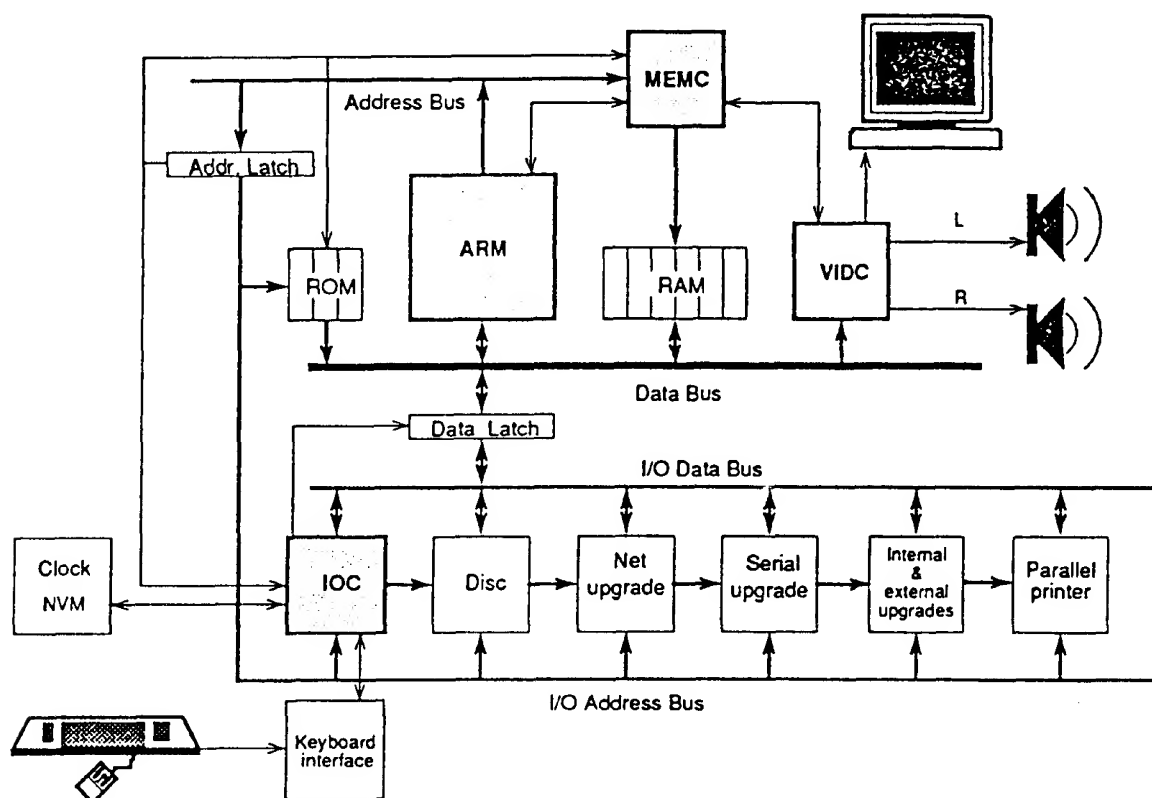 MEMC
Address Bus
Addr. Latch
ARM
ROM
RAM
VIDC
L
R
Data Bus
Data Latch
I/O Data Bus
Clock
NVM
IOC
Disc
Net
upgrade
Serial
upgrade
Internal
&
external
upgrades
Parallel
printer
I/O Address Bus
Keyboard
interface